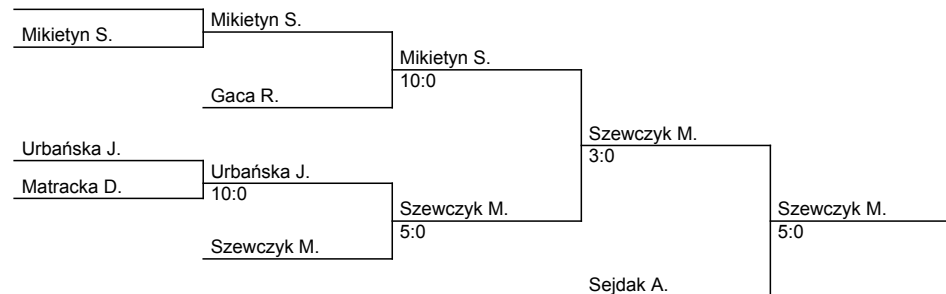 Mikietyn S.
Mikietyn S.
Mikietyn S.
10:0
Gaca R.
Szewczyk M.
3:0
Urbańska J.
Matracka D.
Urbańska J.
10:0
Szewczyk M.
5:0
Szewczyk M.
Szewczyk M.
5:0
Sejdak A.